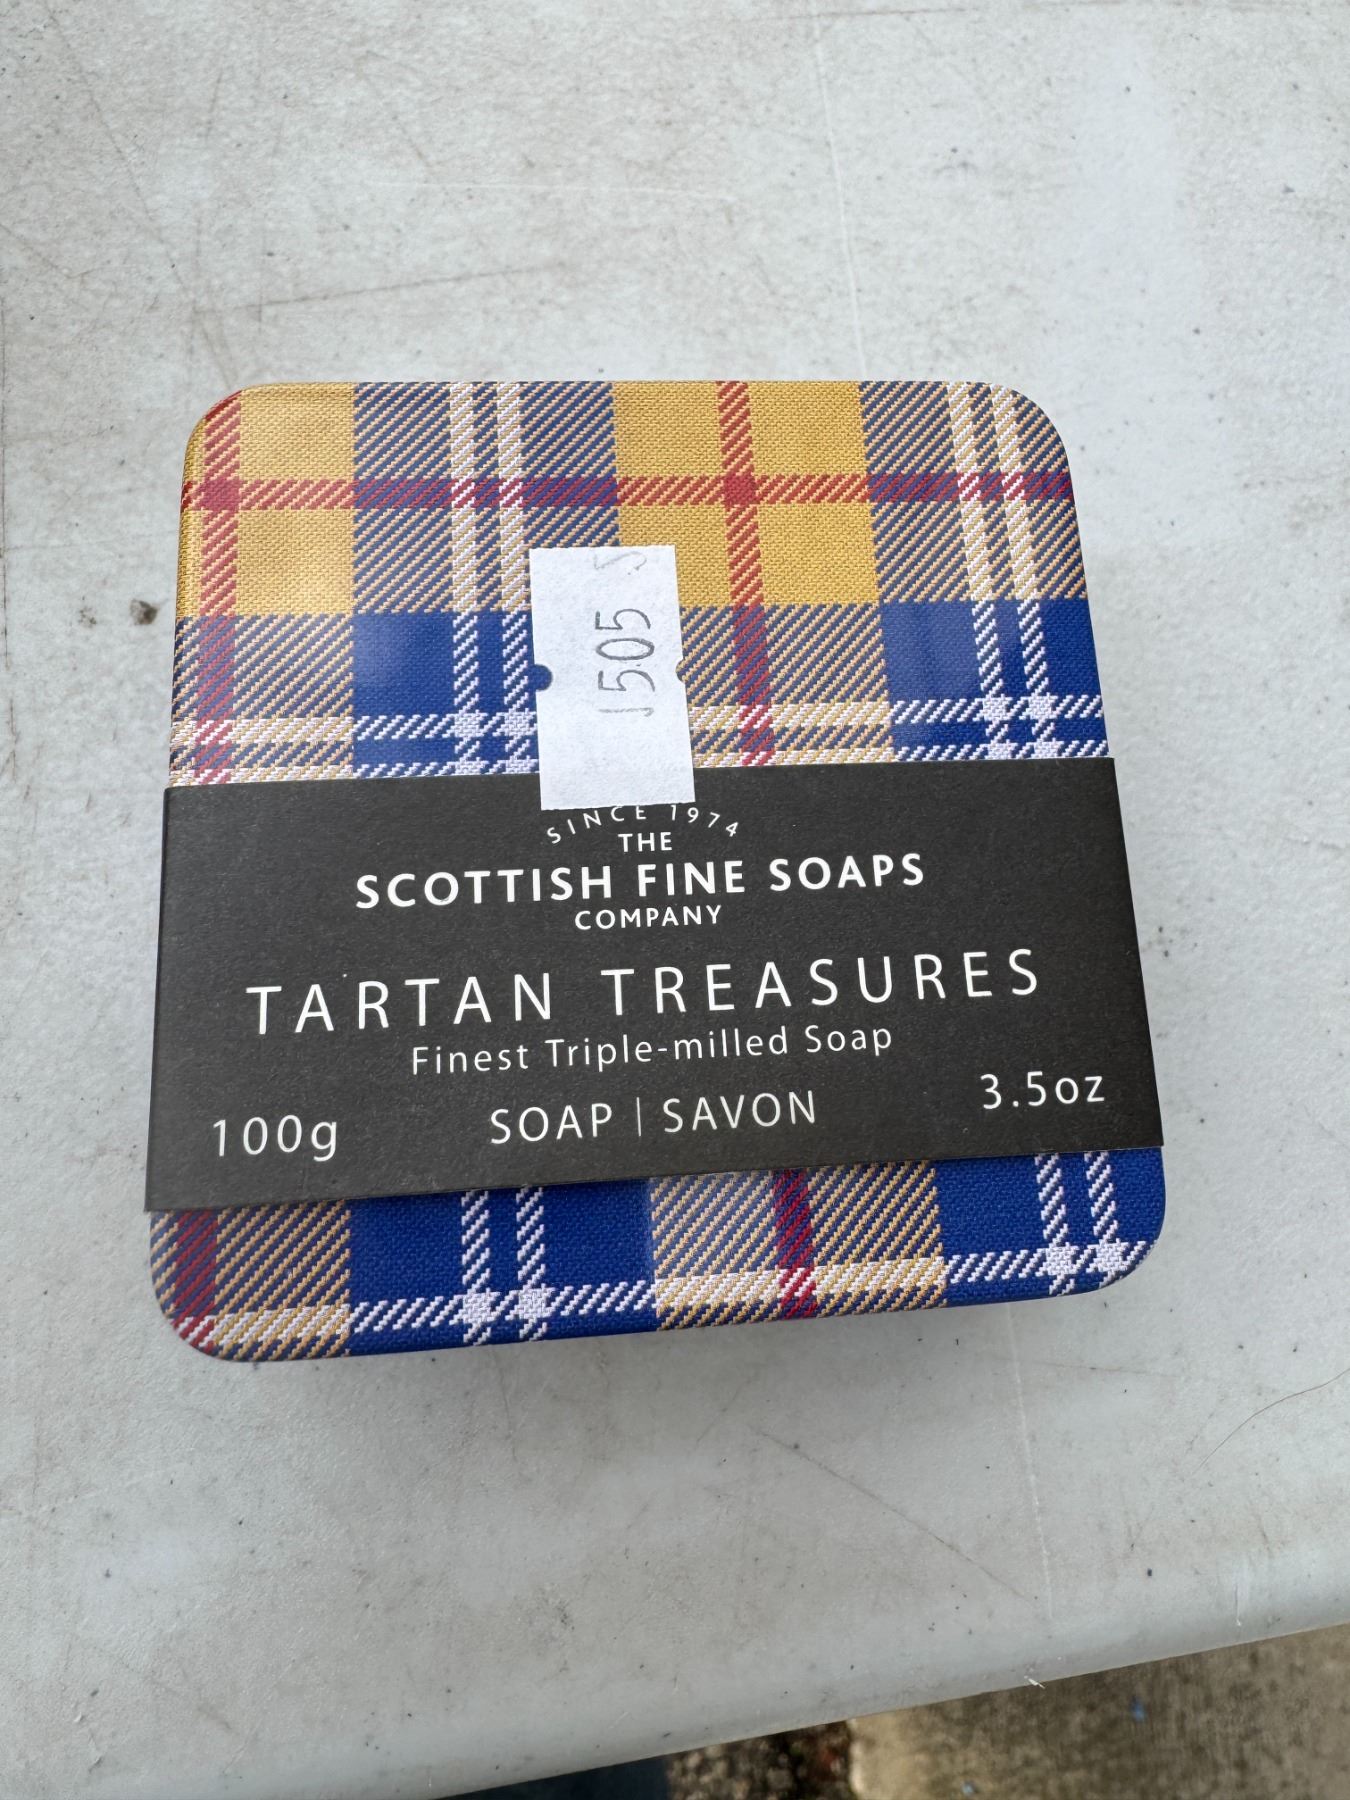 1505 S
SINCE 1974
THE
SCOTTISH FINE SOAPS
COMPANY
TARTAN TREASURES
Finest Triple-milled Soap
100g SOAP | SAVON 3.5oz